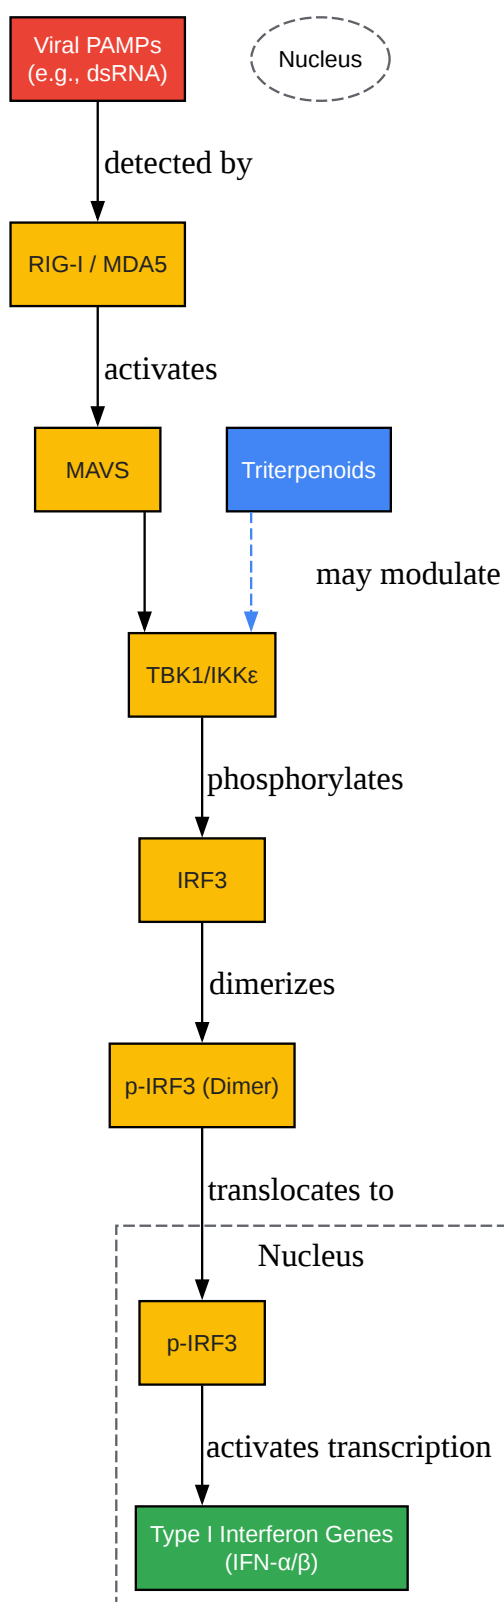 Viral PAMPs
(e.g., dsRNA)
Nucleus
detected by
RIG-I / MDA5
activates
MAVS
Triterpenoids
may modulate
TBK1/IKKε
phosphorylates
IRF3
dimerizes
p-IRF3 (Dimer)
translocates to
Nucleus
p-IRF3
activates transcription
Type I Interferon Genes
(IFN-α/β)